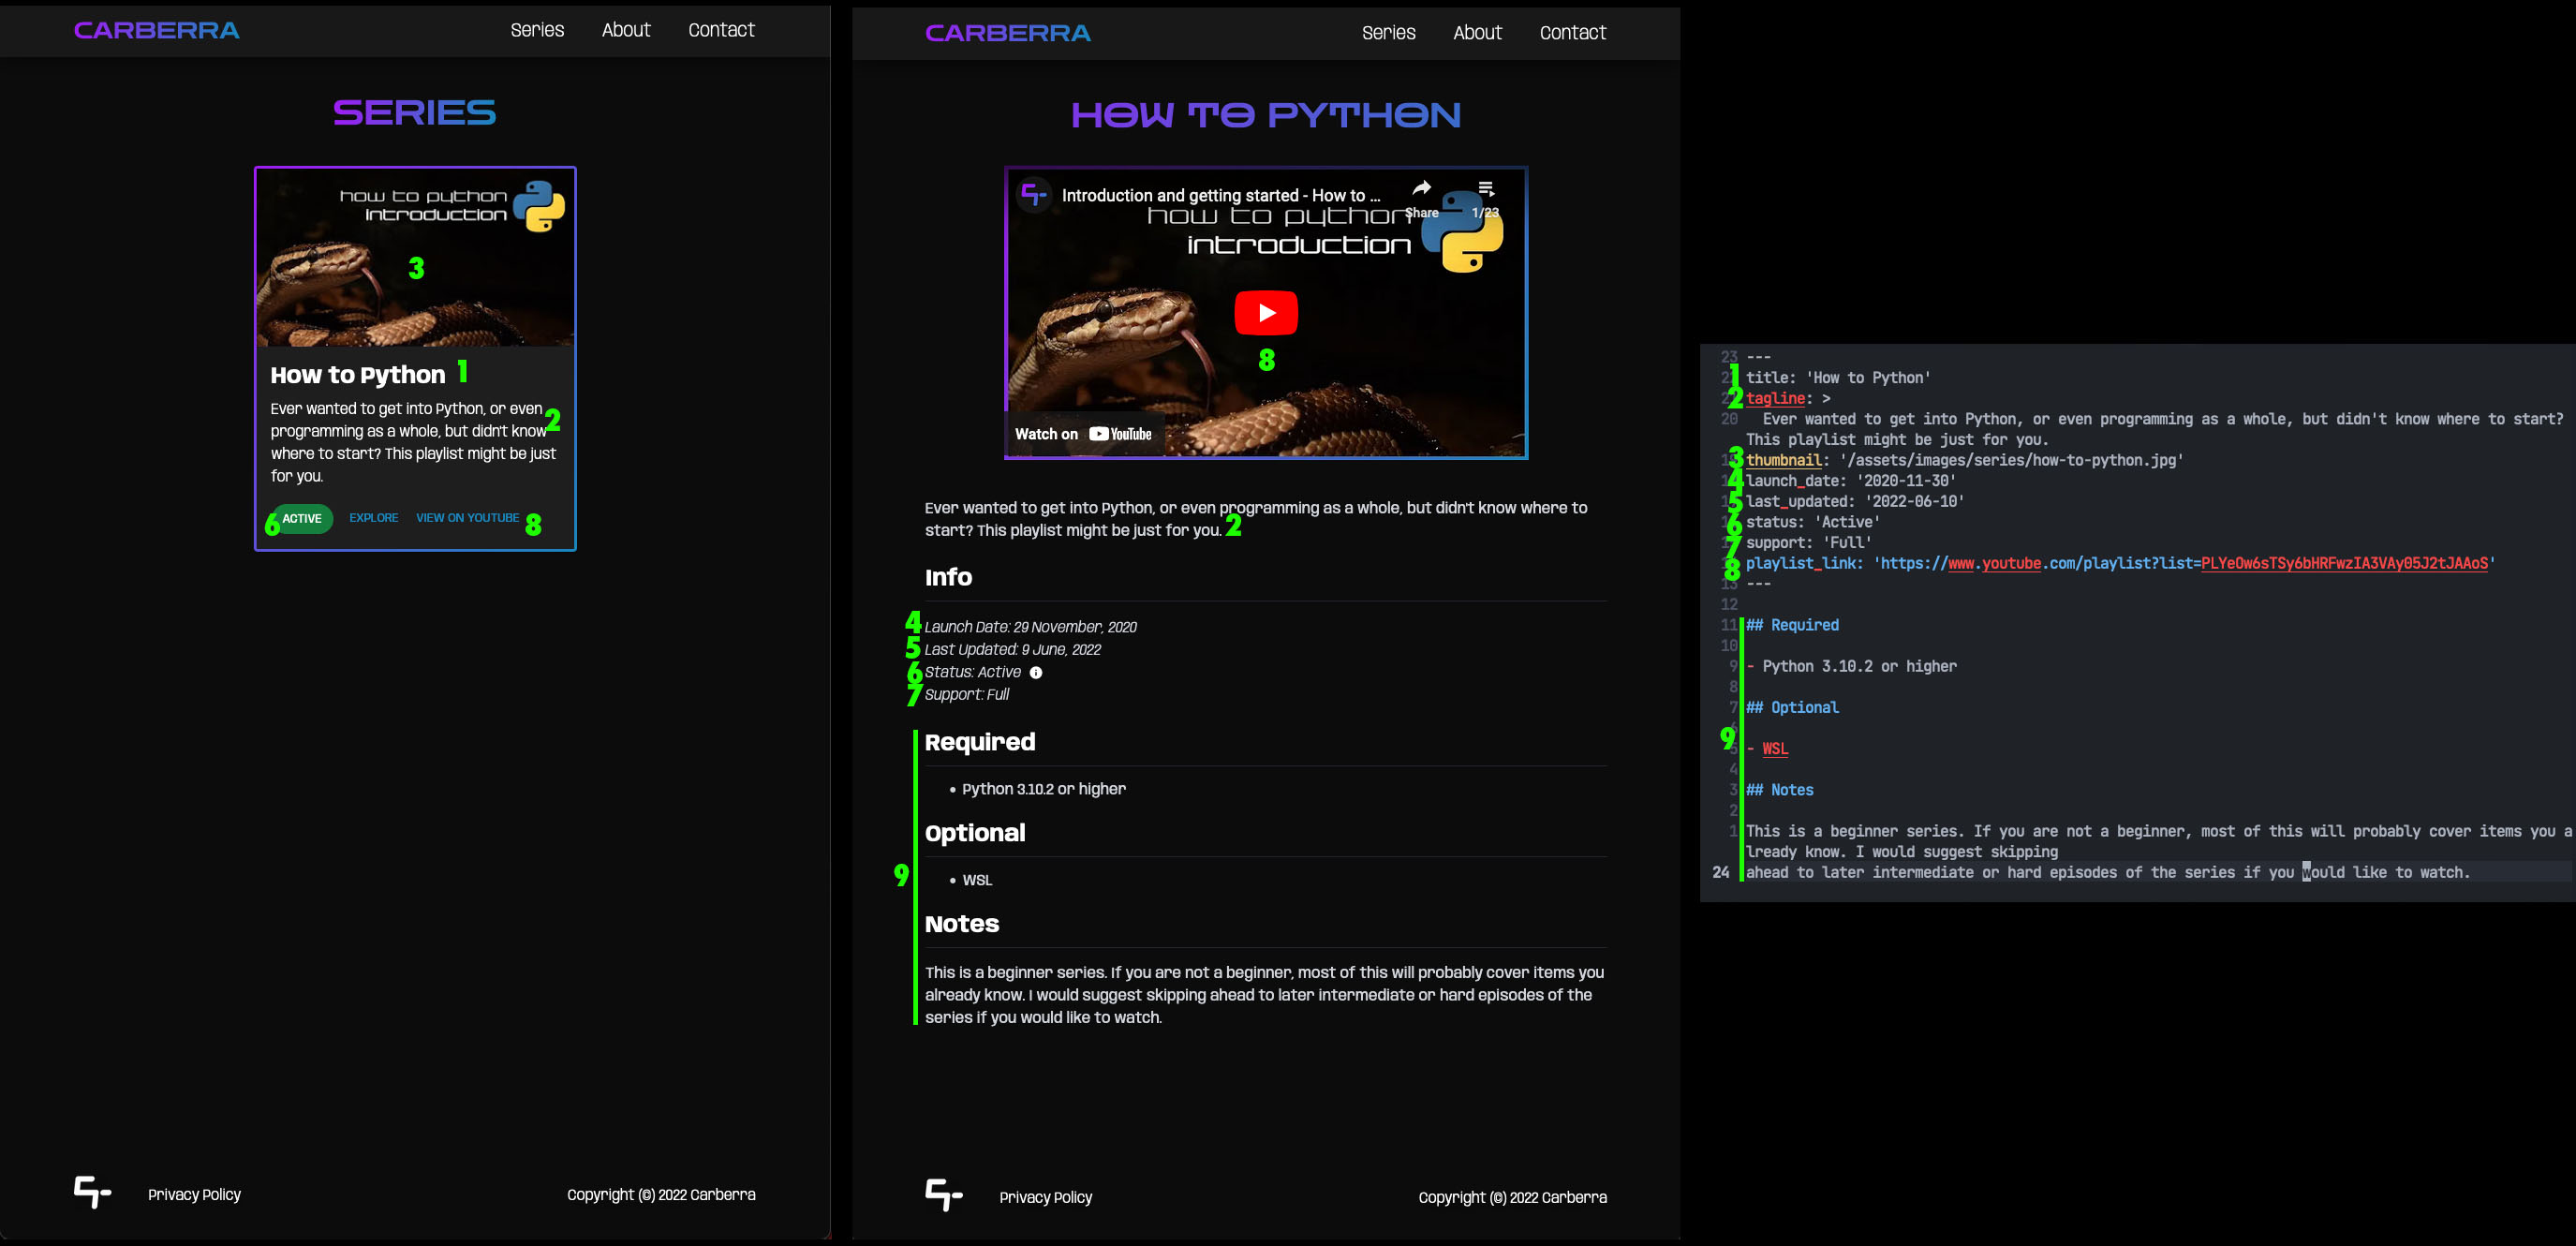 CARBERRA
Series About Contact
SERIES
how to python
introduction
3
How to Python 1
Ever wanted to get into Python, or even
programming as a whole, but didn't know 2
where to start? This playlist might be just
for you.
6 ACTIVE EXPLORE VIEW ON YOUTUBE 8
Privacy Policy Copyright (©) 2022 Carberra
CARBERRA
Series About Contact
HOW TO PYTHON
Introduction and getting started - How to ...
Share 1/23
how to python
introduction
8
Watch on YouTube
Ever wanted to get into Python, or even programming as a whole, but didn't know where to
start? This playlist might be just for you. 2
Info
4 Launch Date: 29 November, 2020
5 Last Updated: 9 June, 2022
6 Status: Active
7 Support: Full
Required
• Python 3.10.2 or higher
Optional
9 • WSL
Notes
This is a beginner series. If you are not a beginner, most of this will probably cover items you
already know. I would suggest skipping ahead to later intermediate or hard episodes of the
series if you would like to watch.
Privacy Policy Copyright (©) 2022 Carberra
23 ---
1 title: 'How to Python'
2 tagline: >
20 Ever wanted to get into Python, or even programming as a whole, but didn't know where to start?
This playlist might be just for you.
3 thumbnail: '/assets/images/series/how-to-python.jpg'
4 launch_date: '2020-11-30'
5 last_updated: '2022-06-10'
6 status: 'Active'
7 support: 'Full'
8 playlist_link: 'https://www.youtube.com/playlist?list=PLYeOw6sTSy6bHRFwzIA3VAy05J2tJAAoS'
13 ---
12
11 ## Required
10
9 - Python 3.10.2 or higher
8
7 ## Optional
6
9 5 - WSL
4
3 ## Notes
2
1 This is a beginner series. If you are not a beginner, most of this will probably cover items you a
lready know. I would suggest skipping
24 ahead to later intermediate or hard episodes of the series if you would like to watch.